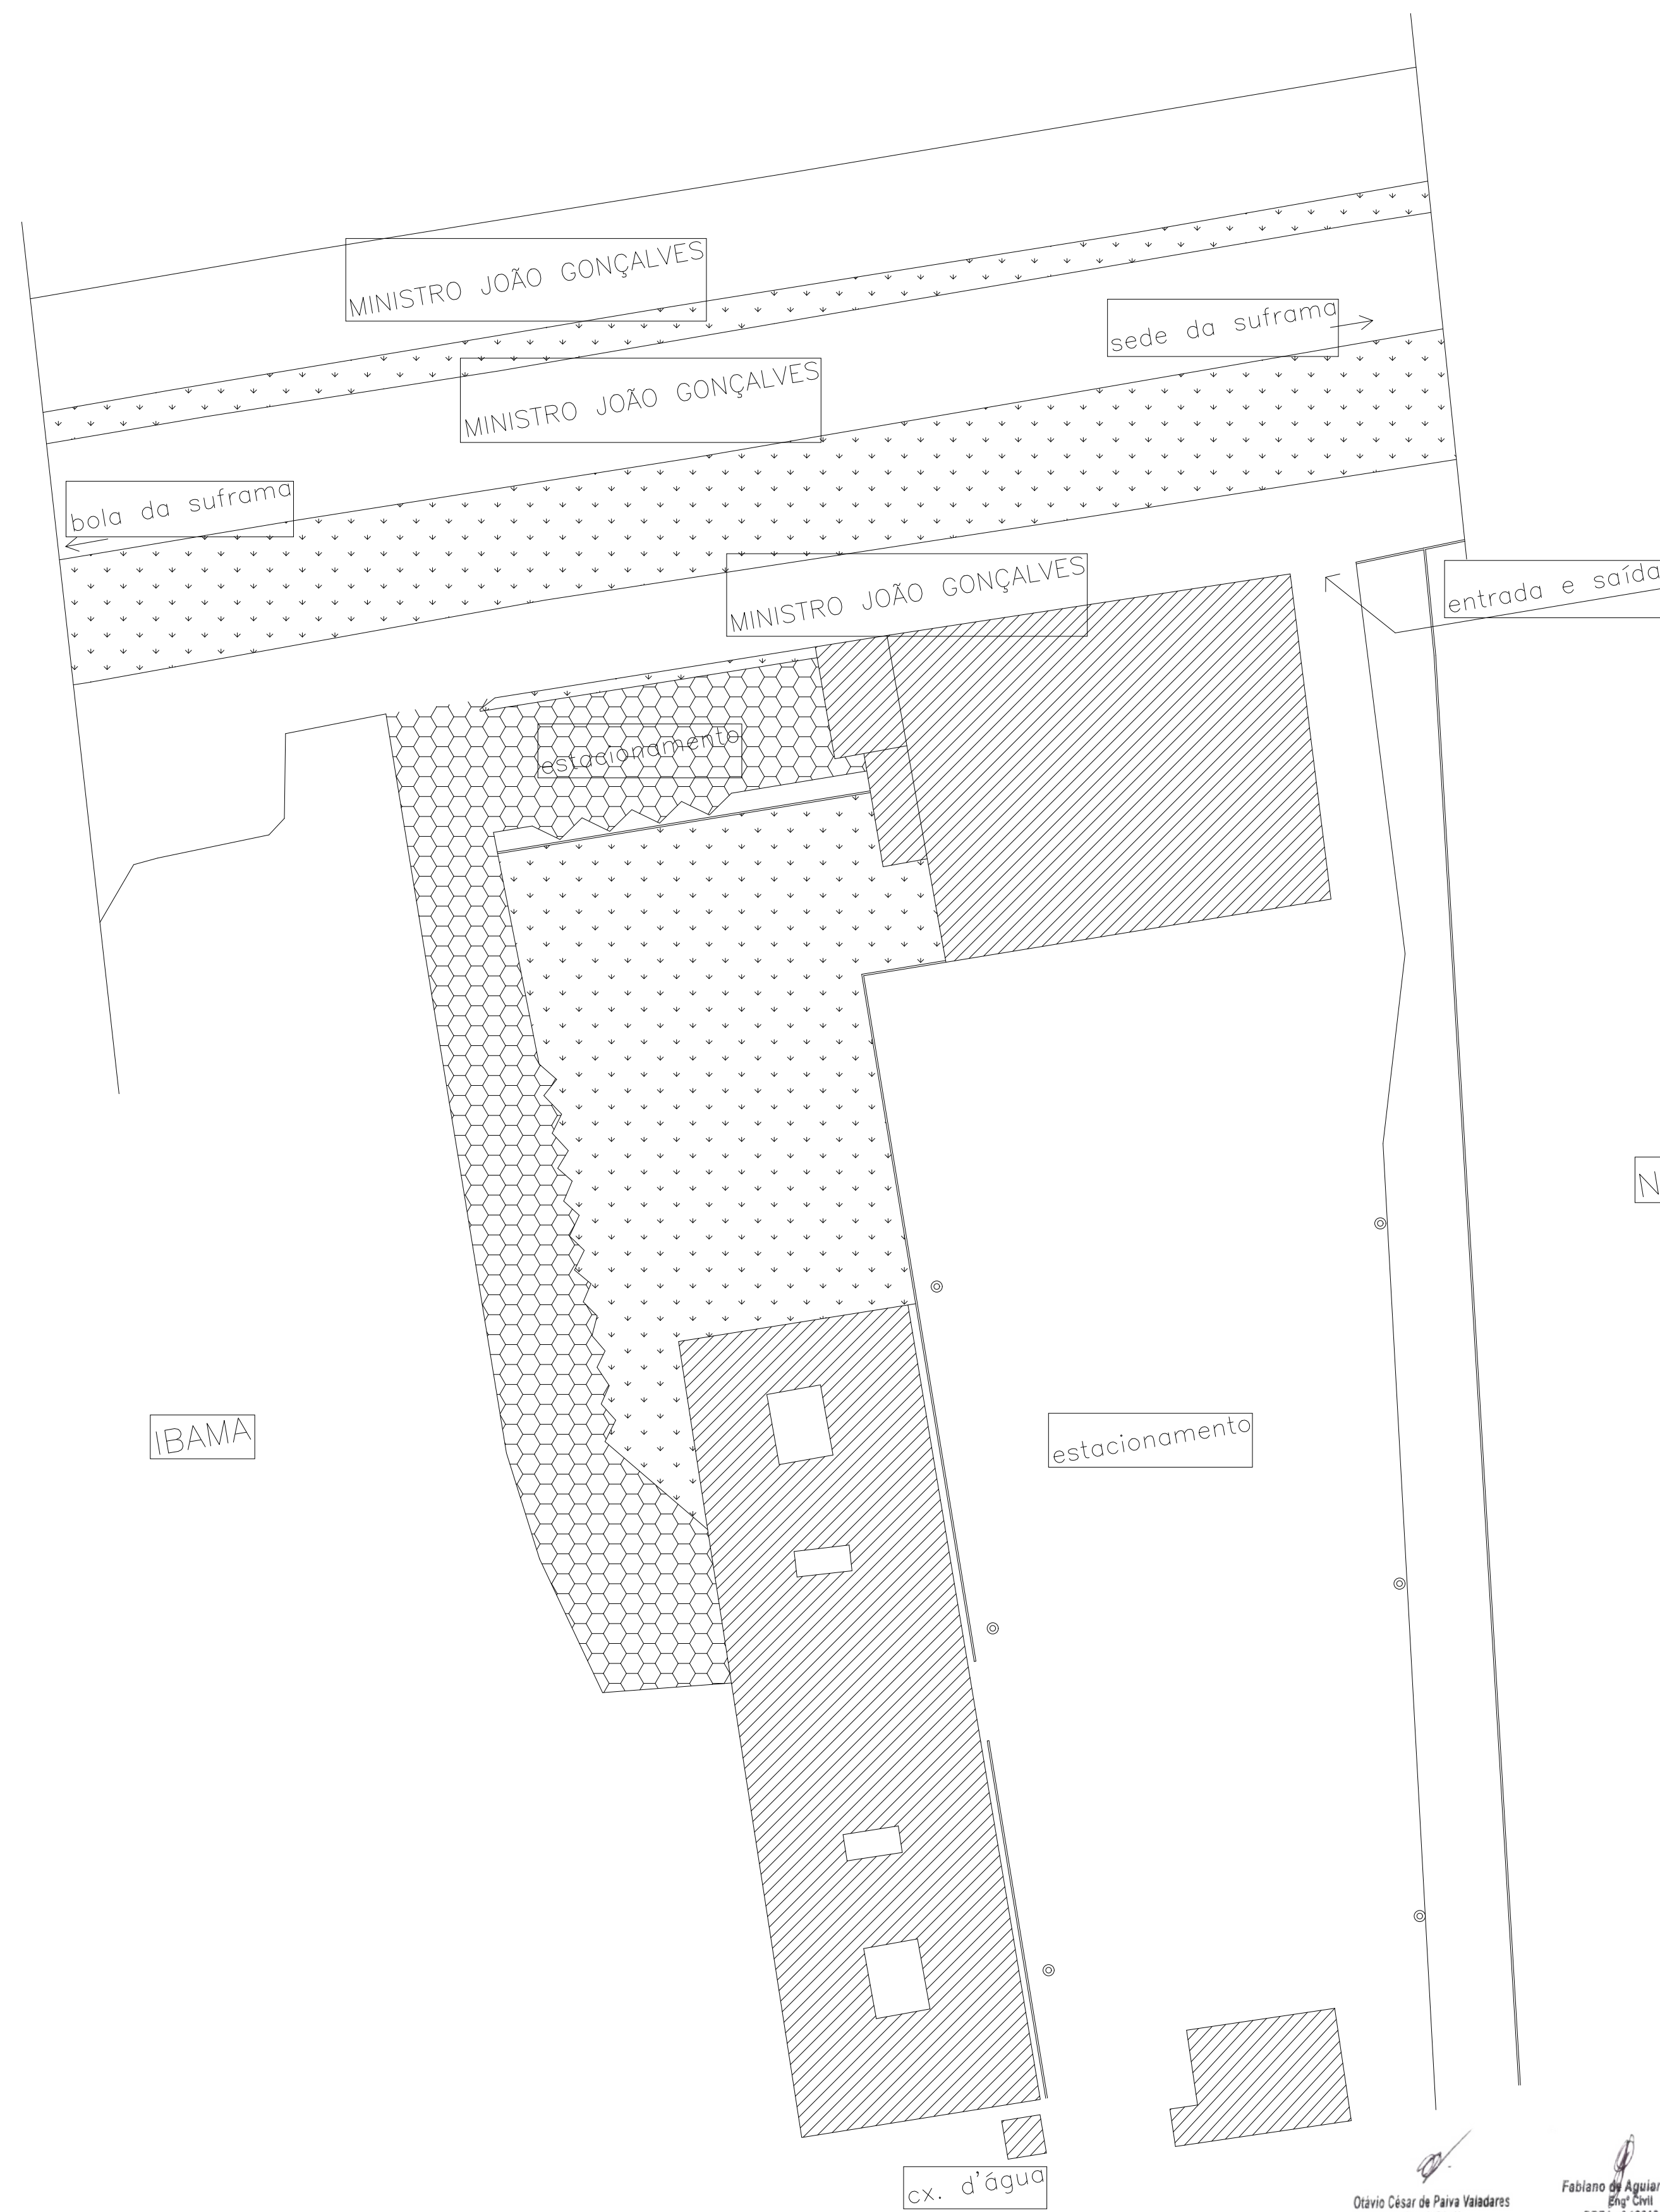 MINISTRO JOÃO GONÇALVES
sede da suframa
MINISTRO JOÃO GONÇALVES
bola da suframa
MINISTRO JOÃO GONÇALVES
entrada e saída
estacionamento
N
IBAMA
estacionamento
cx. d'água
Otávio César de Paiva Valadares
Fabiano de Aguiar
Engº Civil